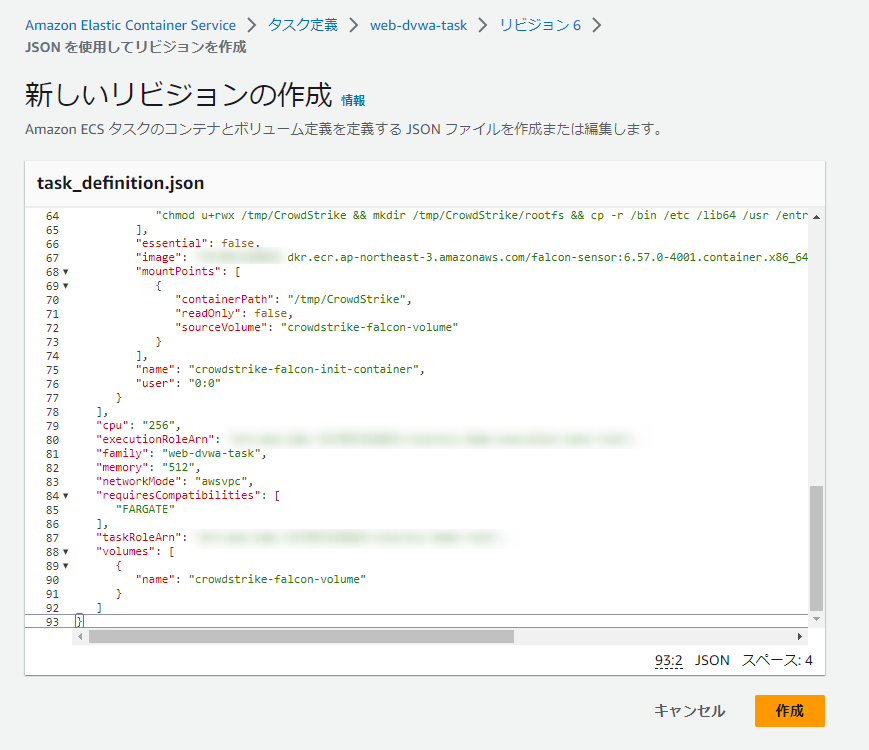 Amazon Elastic Container Service > タスク定義 > web-dvwa-task > リビジョン 6 >
JSON を使用してリビジョンを作成
新しいリビジョンの作成 情報
Amazon ECS タスクのコンテナとボリューム定義を定義する JSON ファイルを作成または編集します。
task_definition.json
64 "chmod u+rwx /tmp/CrowdStrike && mkdir /tmp/CrowdStrike/rootfs && cp -r /bin /etc /lib64 /usr /entr
65 ],
66 "essential": false,
67 "image": dkr.ecr.ap-northeast-3.amazonaws.com/falcon-sensor:6.57.0-4001.container.x86_64
68 "mountPoints": [
69 {
70 "containerPath": "/tmp/CrowdStrike",
71 "readOnly": false,
72 "sourceVolume": "crowdstrike-falcon-volume"
73 }
74 ],
75 "name": "crowdstrike-falcon-init-container",
76 "user": "0:0"
77 }
78 ],
79 "cpu": "256",
80 "executionRoleArn":
81 "family": "web-dvwa-task",
82 "memory": "512",
83 "networkMode": "awsvpc",
84 "requiresCompatibilities": [
85 "FARGATE"
86 ],
87 "taskRoleArn":
88 "volumes": [
89 {
90 "name": "crowdstrike-falcon-volume"
91 }
92 ]
93 }
93:2 JSON スペース: 4
キャンセル 作成